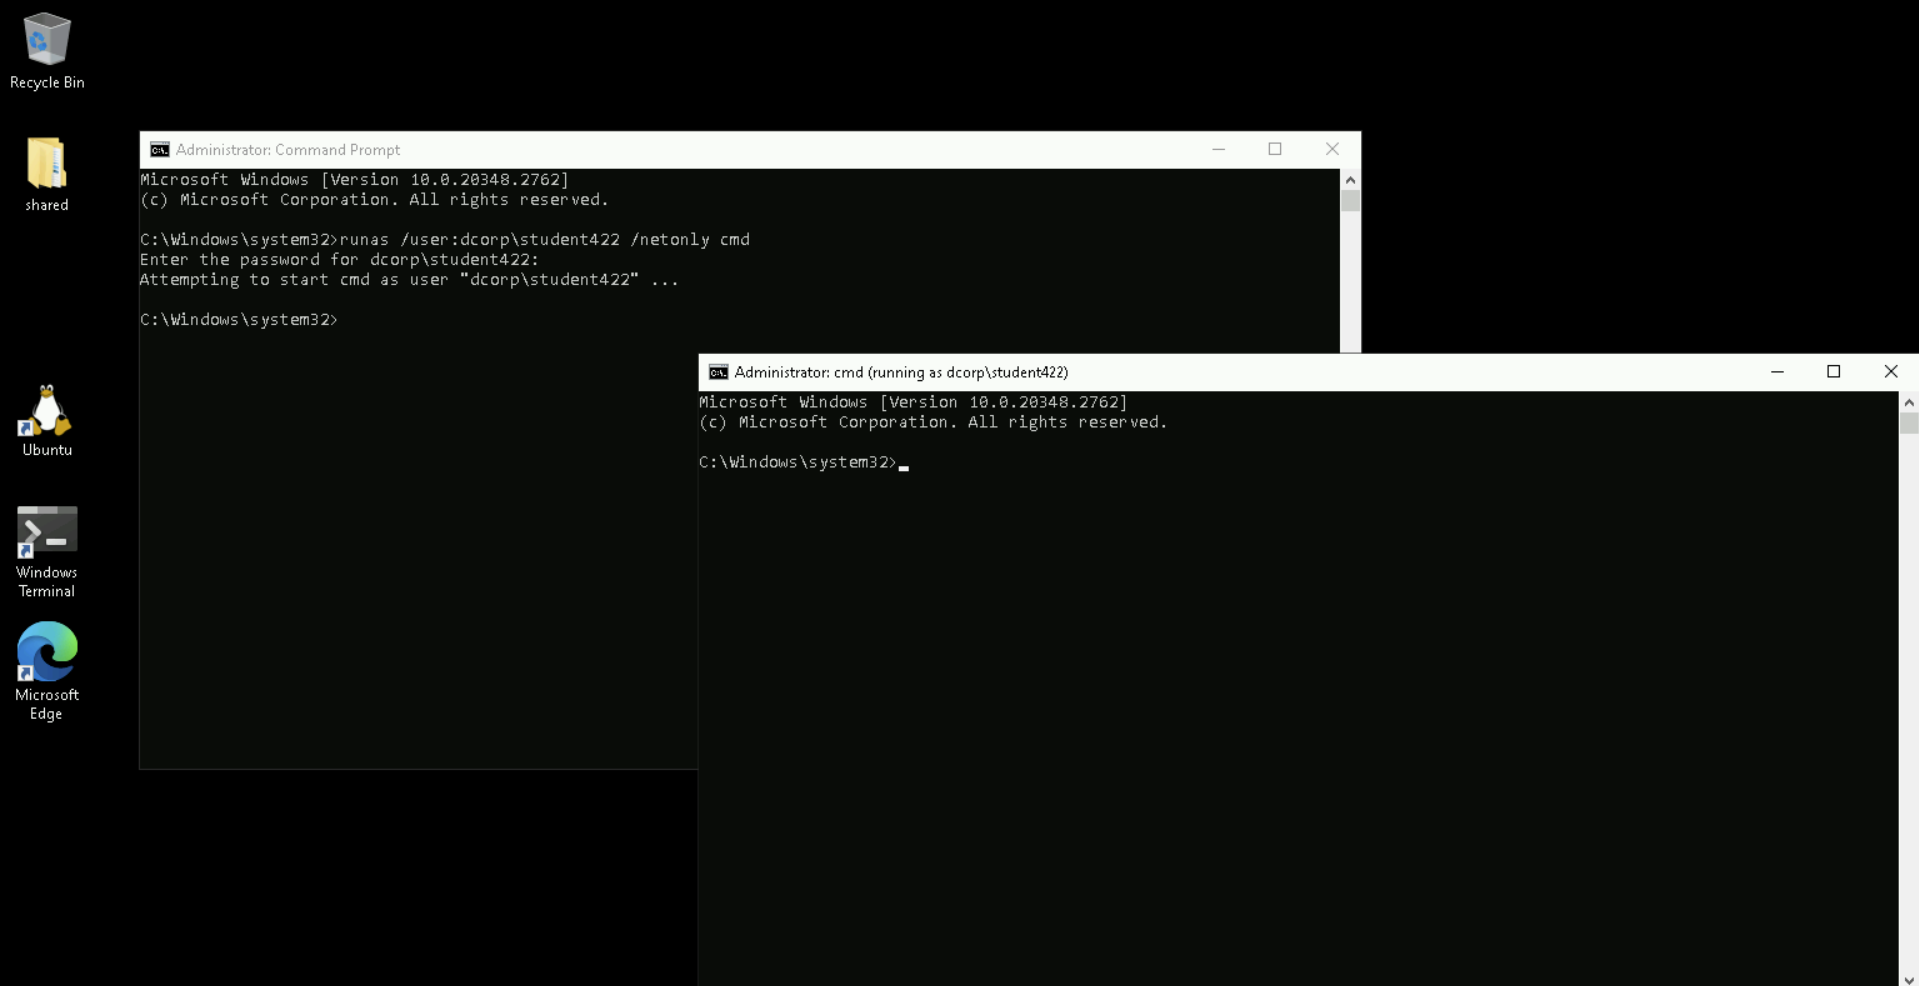 Recycle Bin
shared
Ubuntu
Windows
Terminal
Microsoft
Edge
Administrator: Command Prompt
Microsoft Windows [Version 10.0.20348.2762]
(c) Microsoft Corporation. All rights reserved.
C:\Windows\system32>runas /user:dcorp\student422 /netonly cmd
Enter the password for dcorp\student422:
Attempting to start cmd as user "dcorp\student422" ...
C:\Windows\system32>
Administrator: cmd (running as dcorp\student422)
Microsoft Windows [Version 10.0.20348.2762]
(c) Microsoft Corporation. All rights reserved.
C:\Windows\system32>